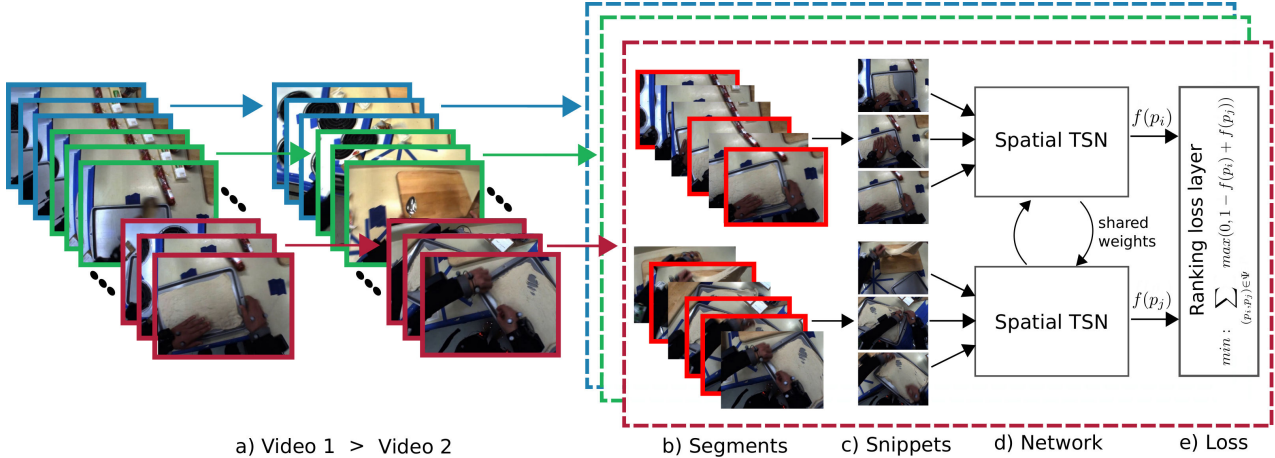 Spatial TSN
f(p_i)
shared
weights
Spatial TSN
f(p_j)
Ranking loss layer
min : ∑_{(p_i,p_j)∈Ψ} max(0, 1 − f(p_i) + f(p_j))
a) Video 1 > Video 2
b) Segments
c) Snippets
d) Network
e) Loss